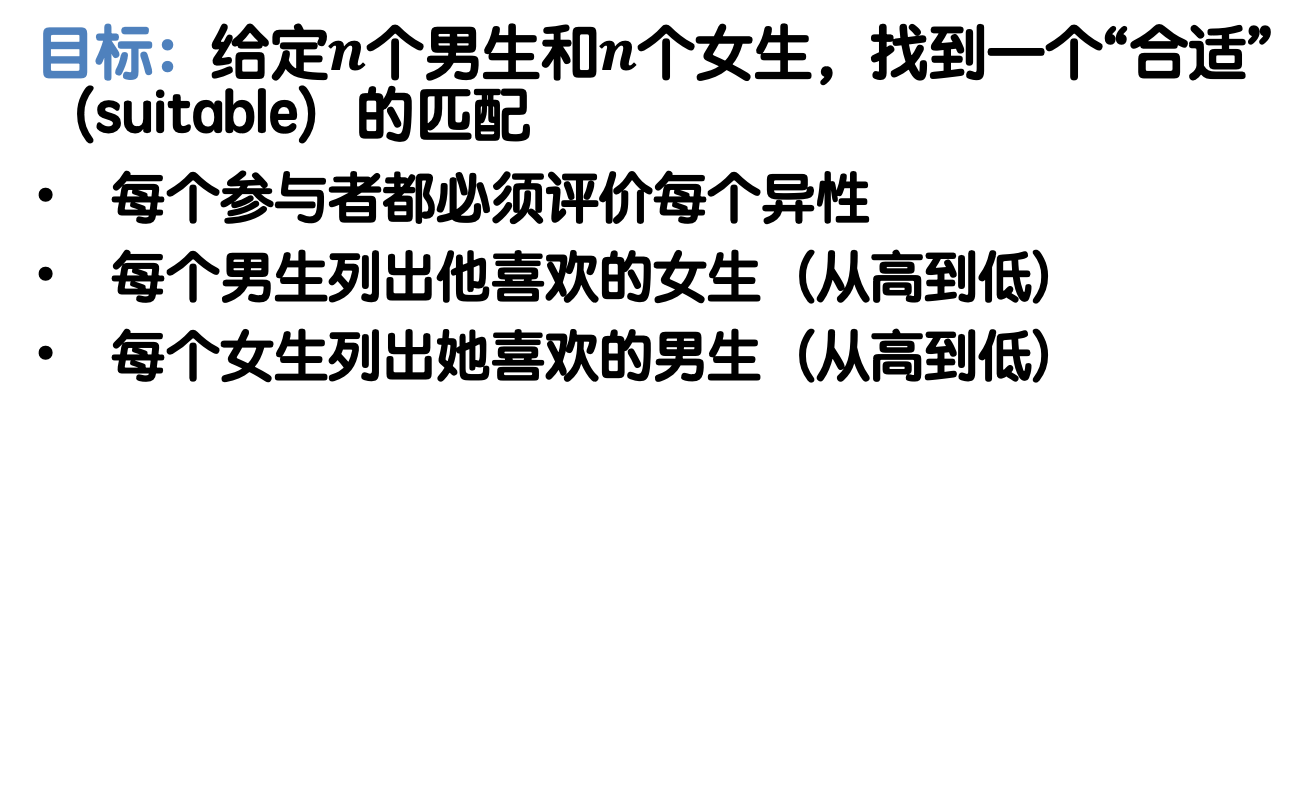 目标：给定n个男生和n个女生，找到一个“合适”
（suitable）的匹配
• 每个参与者都必须评价每个异性
• 每个男生列出他喜欢的女生（从高到低）
• 每个女生列出她喜欢的男生（从高到低）